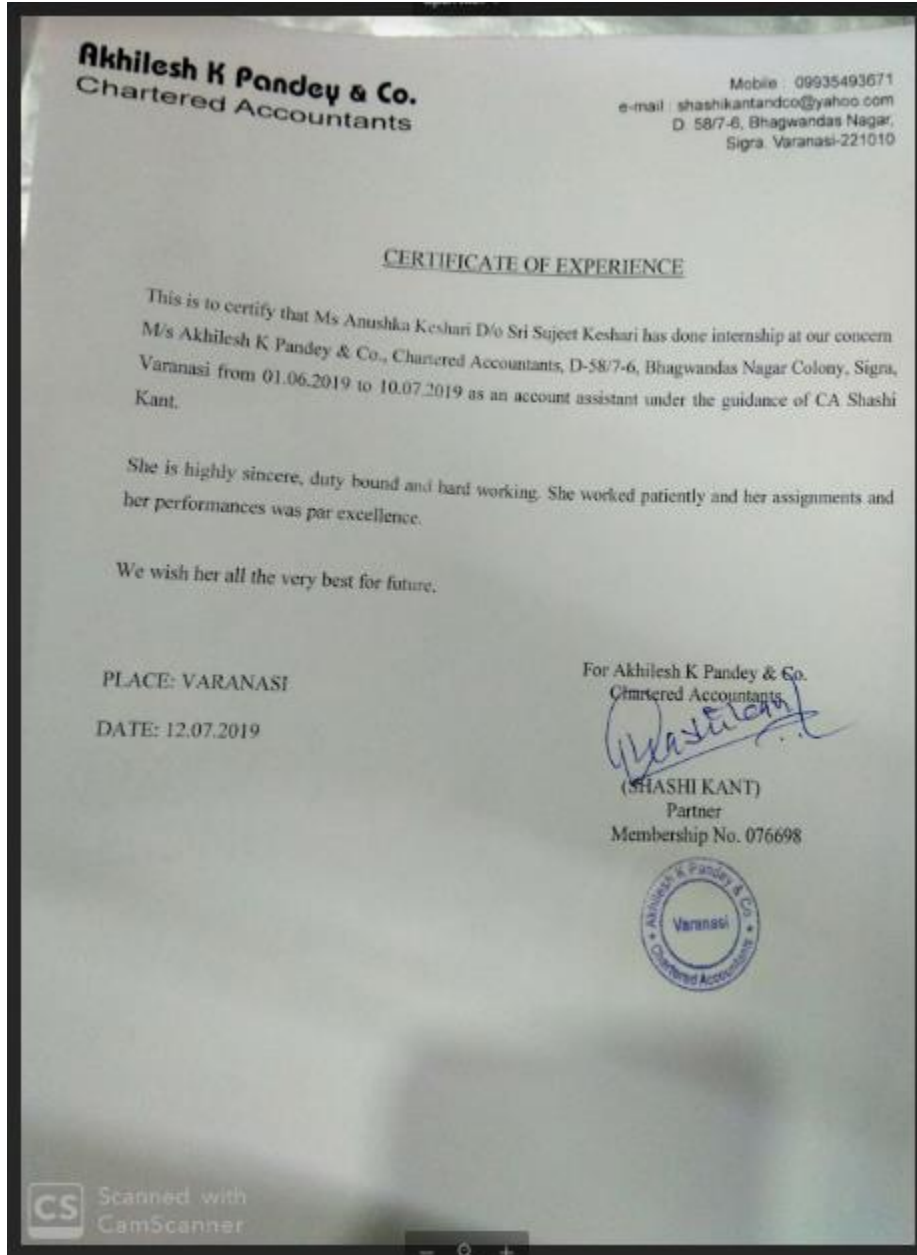 Akhilesh K Pandey & Co.
Chartered Accountants
Mobile : 09935493671
e-mail : shashikantandco@yahoo.com
D. 58/7-6, Bhagwandas Nagar,
Sigra. Varanasi-221010
CERTIFICATE OF EXPERIENCE
This is to certify that Ms Anushka Keshari D/o Sri Sujeet Keshari has done internship at our concern
M/s Akhilesh K Pandey & Co., Chartered Accountants, D-58/7-6, Bhagwandas Nagar Colony, Sigra,
Varanasi from 01.06.2019 to 10.07.2019 as an account assistant under the guidance of CA Shashi
Kant.
She is highly sincere, duty bound and hard working. She worked patiently and her assignments and
her performances was par excellence.
We wish her all the very best for future.
PLACE: VARANASI
DATE: 12.07.2019
For Akhilesh K Pandey & Co.
Chartered Accountants
Shashikant
(SHASHI KANT)
Partner
Membership No. 076698
Akhilesh K Pandey & Co.
Varanasi
Chartered Accountants
CS Scanned with
CamScanner